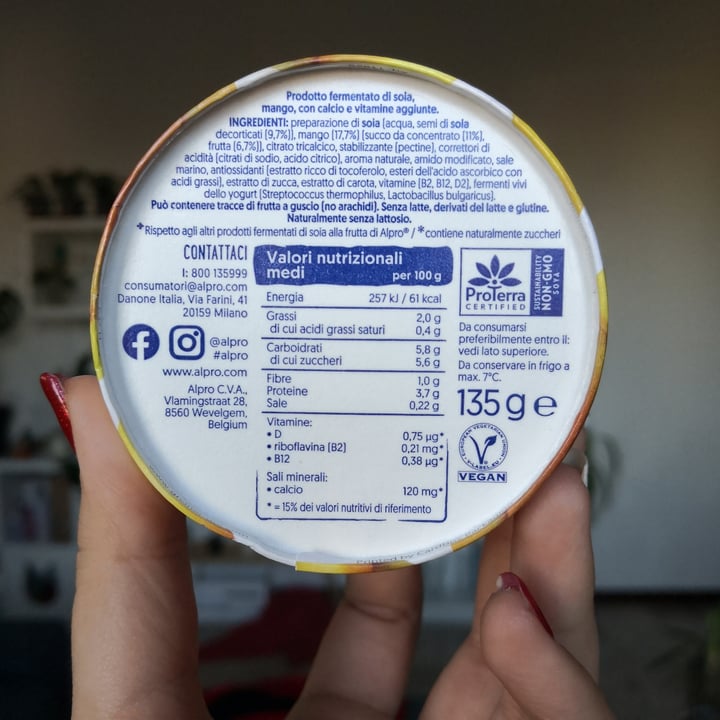 Prodotto fermentato di soia,
mango, con calcio e vitamine aggiunte.
INGREDIENTI: preparazione di soia (acqua, semi di soia
decorticati (9,7%)), mango (17,7%) (succo da concentrato (11%),
frutta (6,7%)), citrato tricalcico, stabilizzante (pectine), correttori di
acidità (citrati di sodio, acido citrico), aroma naturale, amido modificato, sale
marino, antiossidanti (estratto ricco di tocoferolo, esteri dell'acido ascorbico con
acidi grassi), estratto di zucca, estratto di carota, vitamine (B2, B12, D2), fermenti vivi
dello yogurt (Streptococcus thermophilus, Lactobacillus bulgaricus).
Può contenere tracce di frutta a guscio (no arachidi). Senza latte, derivati del latte e glutine.
Naturalmente senza lattosio.
*Rispetto agli altri prodotti fermentati di soia alla frutta di Alpro® / *contiene naturalmente zuccheri
CONTATTACI
I: 800 135999
consumatori@alpro.com
Danone Italia, Via Farini, 41
20159 Milano
@alpro
#alpro
www.alpro.com
Alpro C.V.A.,
Vlamingstraat 28,
8560 Wevelgem,
Belgium
Valori nutrizionali
medi per 100 g
Energia 257 kJ / 61 kcal
Grassi 2,0 g
di cui acidi grassi saturi 0,4 g
Carboidrati 5,8 g
di cui zuccheri 5,6 g
Fibre 1,0 g
Proteine 3,7 g
Sale 0,22 g
Vitamine:
• D 0,75 µg*
• riboflavina (B2) 0,21 mg*
• B12 0,38 µg*
Sali minerali:
• calcio 120 mg*
* = 15% dei valori nutritivi di riferimento
ProTerra
CERTIFIED
SUSTAINABILITY
NON-GMO
SOYA
Da consumarsi
preferibilmente entro il:
vedi lato superiore.
Da conservare in frigo a
max. 7°C.
135 g e
EUROPEAN VEGETARIAN UNION
V-LABEL.EU
VEGAN
Printed by